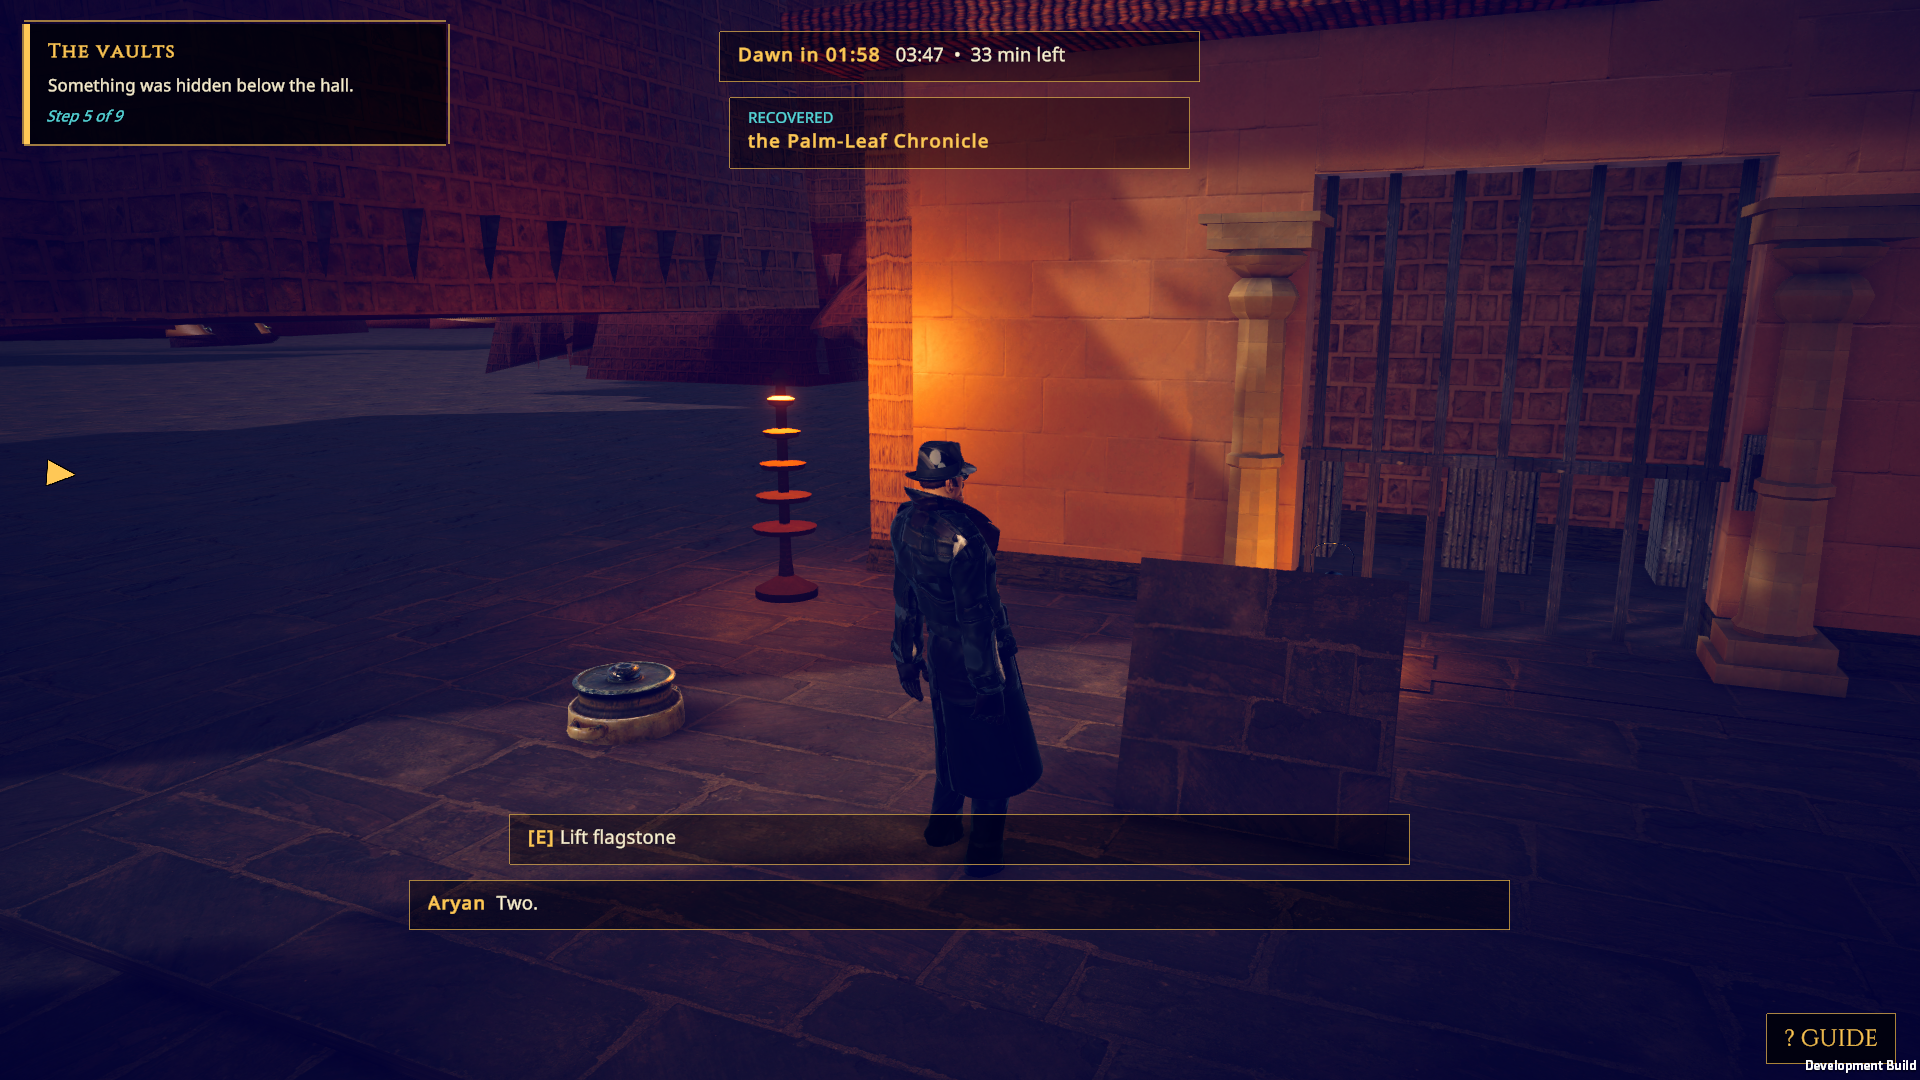 THE VAULTS
Something was hidden below the hall.
Step 5 of 9
Dawn in 01:58 03:47 • 33 min left
RECOVERED
the Palm-Leaf Chronicle
[E] Lift flagstone
Aryan Two.
? GUIDE
Development Build